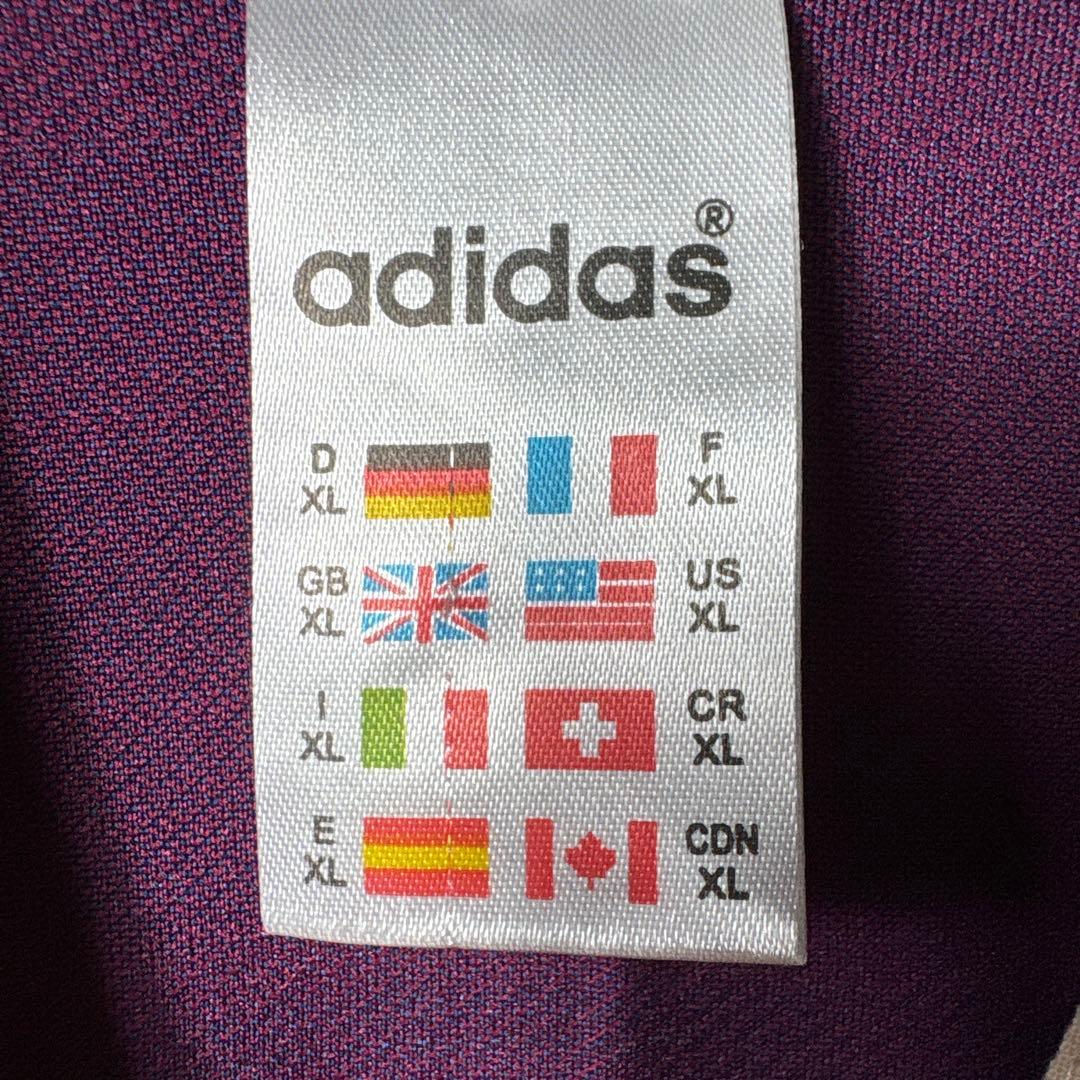 adidas®
D XL
F XL
GB XL
US XL
I XL
CR XL
E XL
CDN XL